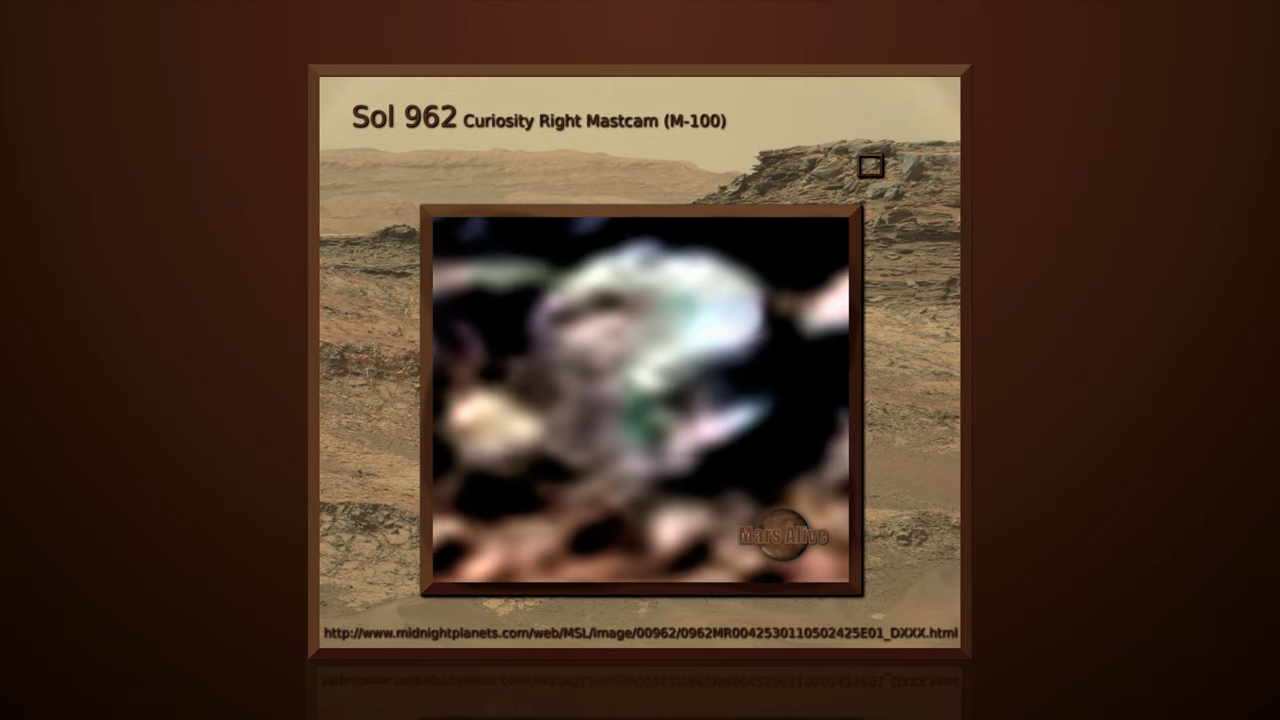 Sol 962 Curiosity Right Mastcam (M-100)
Mars Alive
http://www.midnightplanets.com/web/MSL/image/00962/0962MR0042530110502425E01_DXXX.html